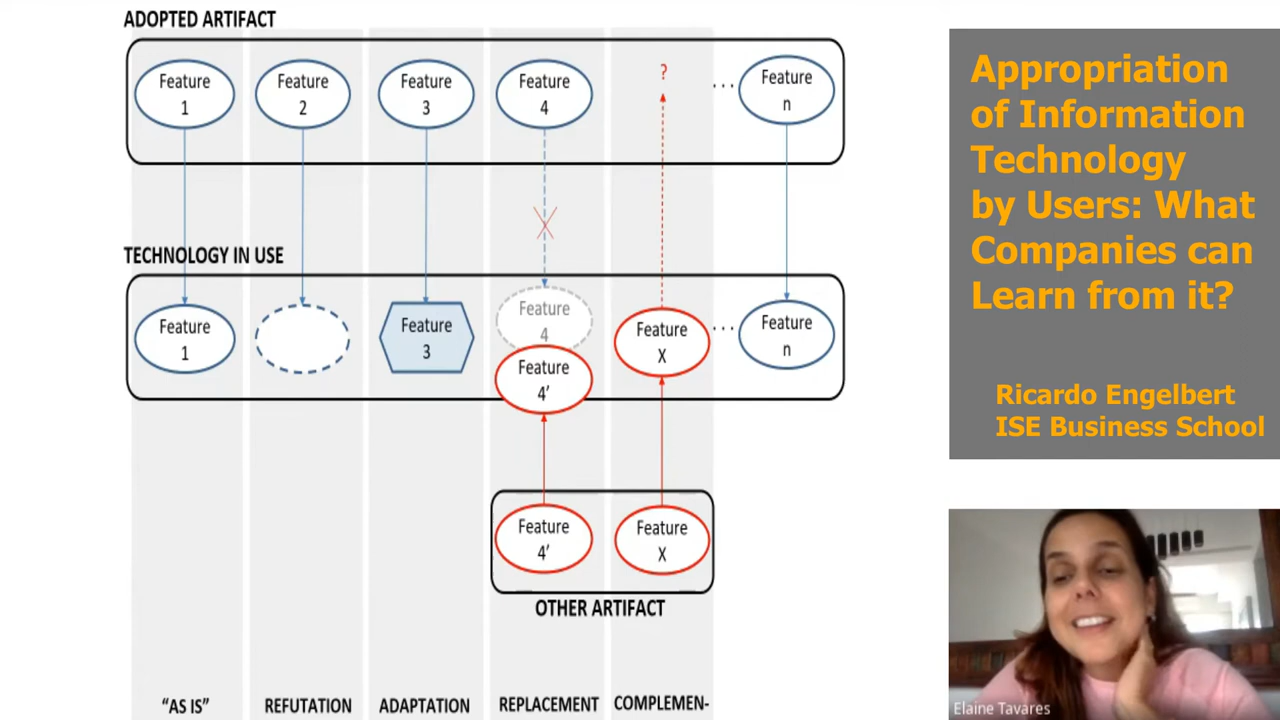 ADOPTED ARTIFACT
Feature
1
Feature
2
Feature
3
Feature
4
?
...
Feature
n
TECHNOLOGY IN USE
Feature
1
Feature
3
Feature
4
Feature
4'
Feature
X
...
Feature
n
Feature
4'
Feature
X
OTHER ARTIFACT
"AS IS"
REFUTATION
ADAPTATION
REPLACEMENT
COMPLEMEN-
Appropriation
of Information
Technology
by Users: What
Companies can
Learn from it?
Ricardo Engelbert
ISE Business School
Elaine Tavares